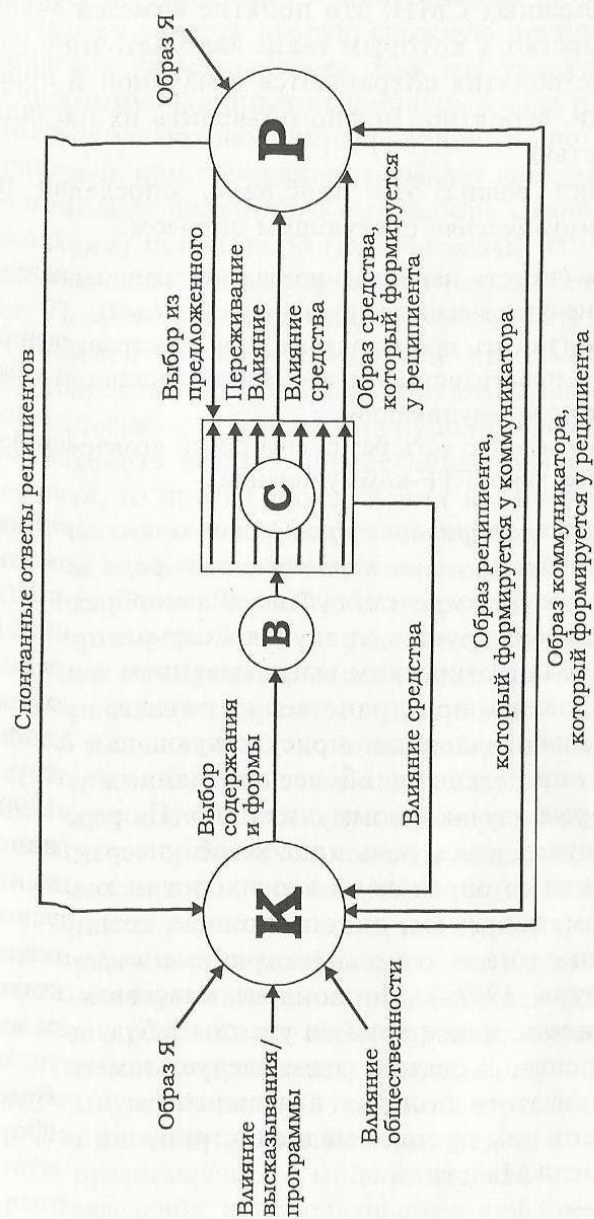 Спонтанные ответы реципиентов
Образ Я
Влияние
высказывания
программы
Влияние
общественности
К
Выбор
содержания
и формы
В
С
Выбор из
предложенного
Переживание
Влияние
Влияние
средства
Образ средства,
который формируется
у реципиента
Р
Образ Я
Влияние средства
Образ реципиента,
который формируется у коммуникатора
Образ коммуникатора,
который формируется у реципиента